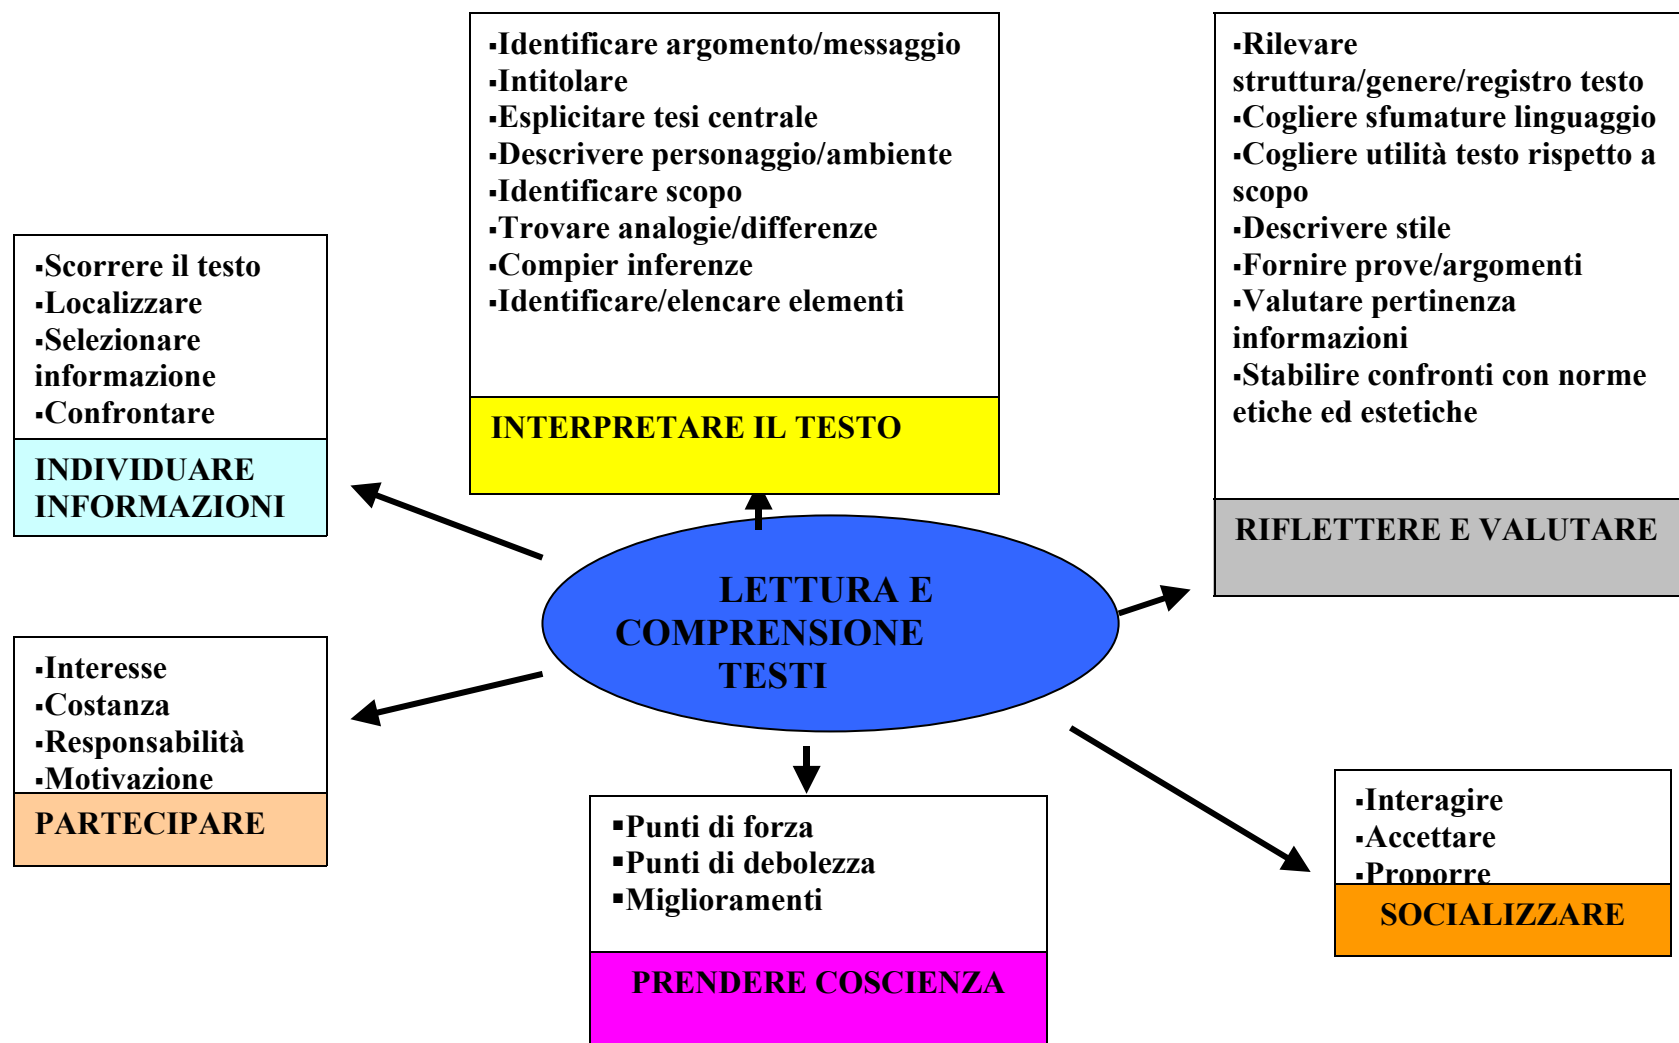 ▪Identificare argomento/messaggio
▪Intitolare
▪Esplicitare tesi centrale
▪Descrivere personaggio/ambiente
▪Identificare scopo
▪Trovare analogie/differenze
▪Compier inferenze
▪Identificare/elencare elementi
INTERPRETARE IL TESTO
▪Rilevare
struttura/genere/registro testo
▪Cogliere sfumature linguaggio
▪Cogliere utilità testo rispetto a
scopo
▪Descrivere stile
▪Fornire prove/argomenti
▪Valutare pertinenza
informazioni
▪Stabilire confronti con norme
etiche ed estetiche
RIFLETTERE E VALUTARE
▪Scorrere il testo
▪Localizzare
▪Selezionare
informazione
▪Confrontare
INDIVIDUARE
INFORMAZIONI
LETTURA E
COMPRENSIONE
TESTI
▪Interesse
▪Costanza
▪Responsabilità
▪Motivazione
PARTECIPARE
▪Punti di forza
▪Punti di debolezza
▪Miglioramenti
PRENDERE COSCIENZA
▪Interagire
▪Accettare
▪Proporre
SOCIALIZZARE